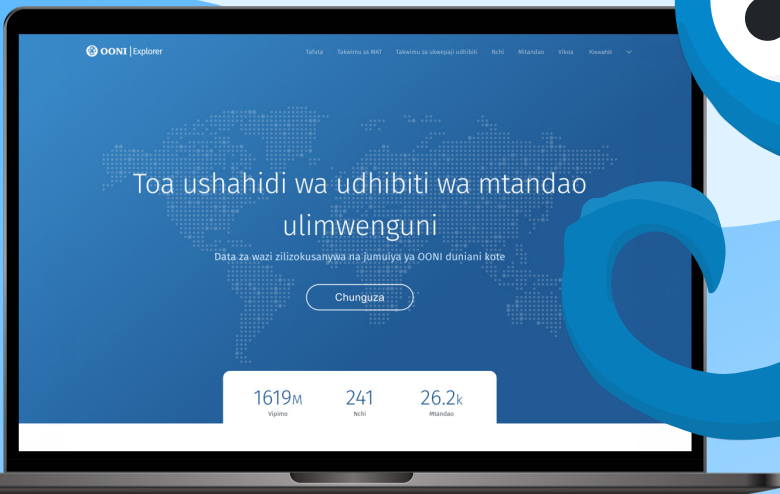 OONI Explorer
Tafuta Takwimu za MAT Takwimu za ukwepaji udhibiti Nchi Mitandao Vikoa Kiswahili
Toa ushahidi wa udhibiti wa mtandao
ulimwenguni
Data za wazi zilizokusanywa na jumuiya ya OONI duniani kote
Chunguza
1619M 241 26.2k
Vipimo Nchi Mtandao